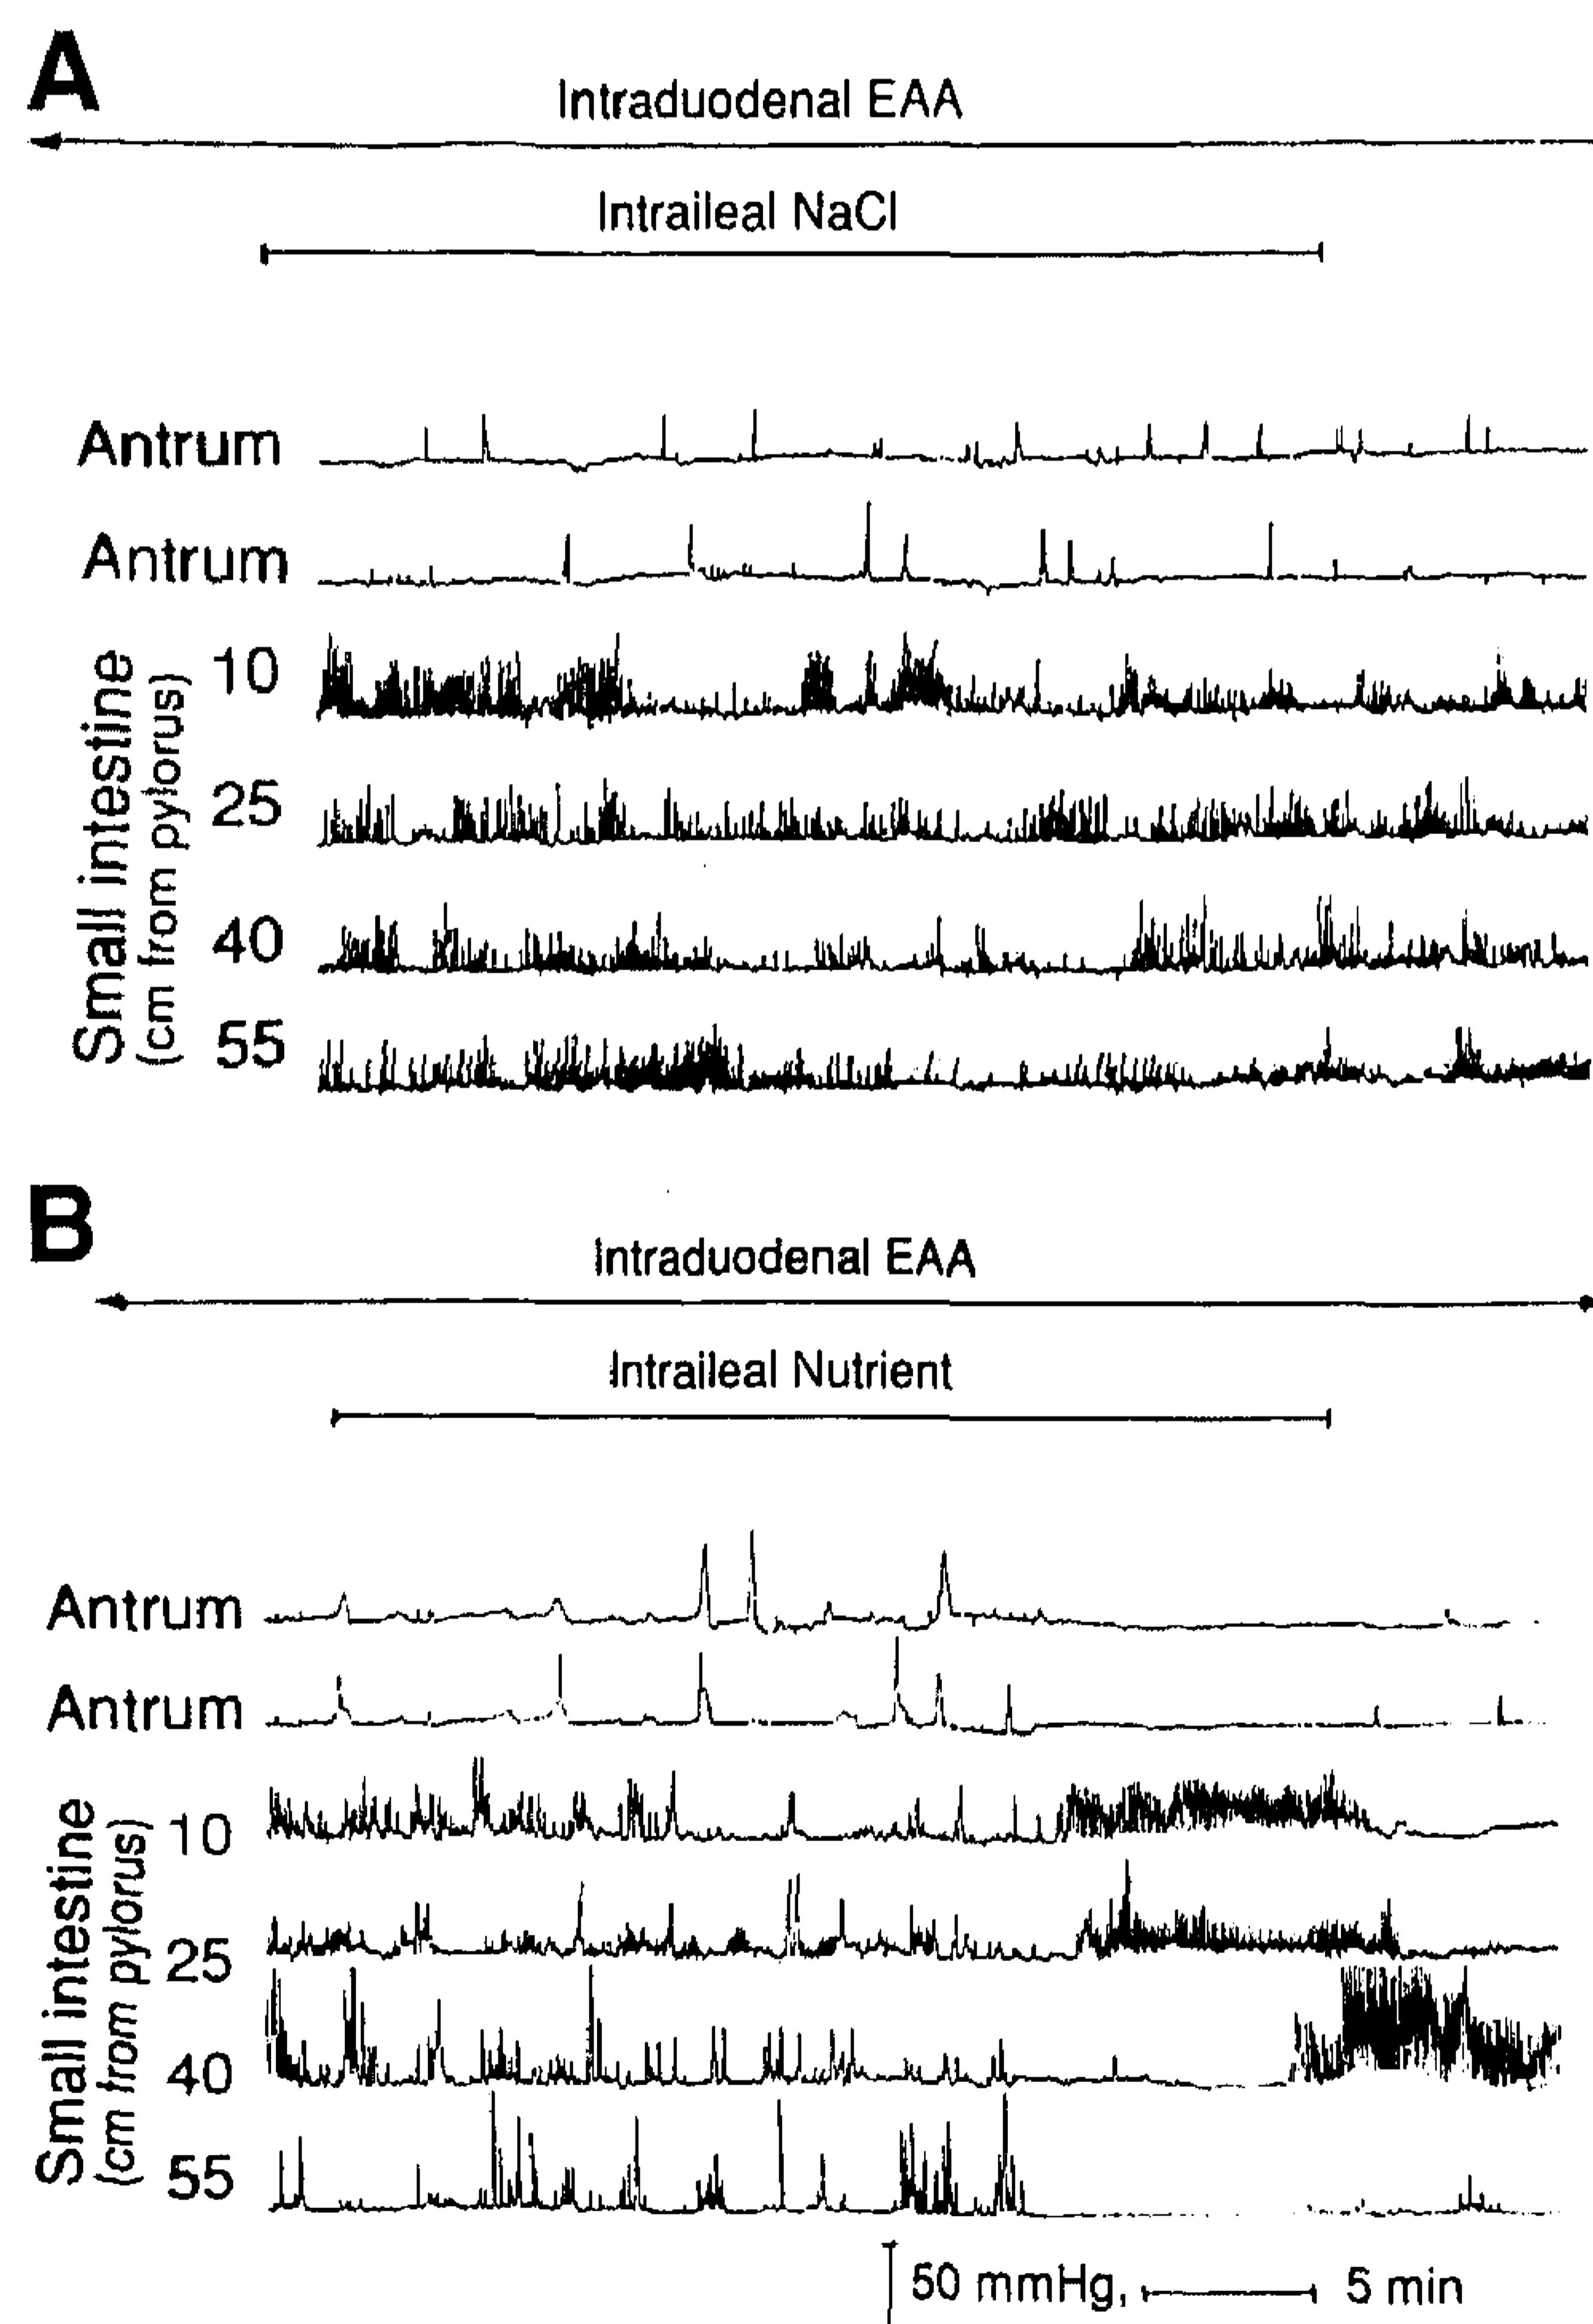 A
Intraduodenal EAA
Intraileal NaCl
Antrum
Antrum
Small intestine
(cm from pylorus)
10
25
40
55
B
Intraduodenal EAA
Intraileal Nutrient
Antrum
Antrum
Small intestine
(cm from pylorus)
10
25
40
55
50 mmHg, 5 min